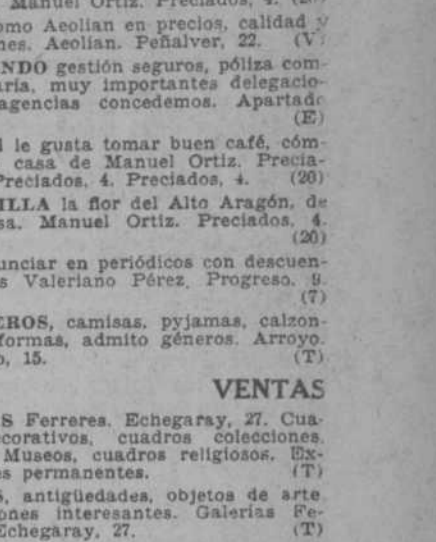 Manuel Ortiz. Preciados, 4.
omo Aeolian en precios, calidad y
nes. Aeolian. Peñalver, 22. (V)
NDO gestión seguros, póliza com-
aría, muy importantes delegacio-
agencias concedemos. Apartado
(E)
l le gusta tomar buen café, cóm-
casa de Manuel Ortiz. Precia-
Preciados, 4. Preciados, 4. (20)
ILLA la flor del Alto Aragón, de
sa. Manuel Ortiz. Preciados, 4.
(20)
unciar en periódicos con descuen-
s Valeriano Pérez, Progreso, 9.
(7)
EROS, camisas, pyjamas, calzon-
formas, admito géneros. Arroyo.
o, 15. (T)
VENTAS
S Ferreres. Echegaray, 27. Cua-
ecorativos, cuadros colecciones.
Museos, cuadros religiosos. Ex-
es permanentes. (T)
S, antigüedades, objetos de arte
ones interesantes. Galerías Fe-
Echegaray, 27. (T)